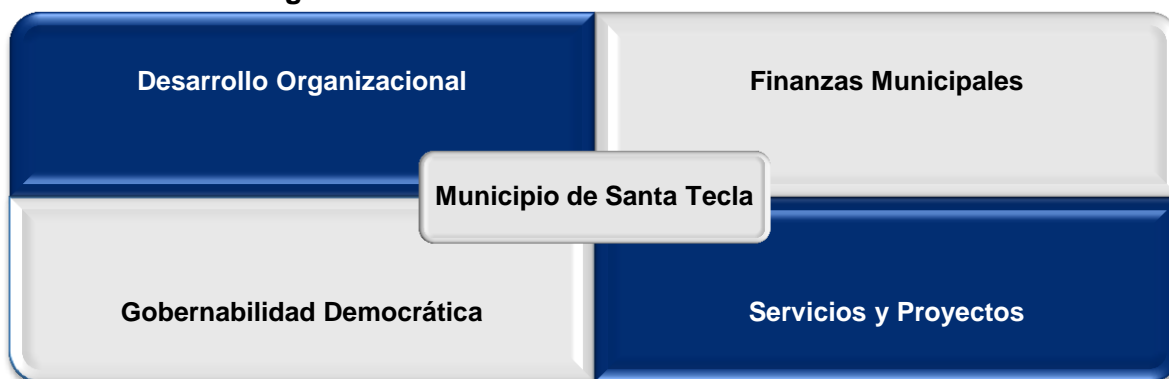 Desarrollo Organizacional
Finanzas Municipales
Municipio de Santa Tecla
Gobernabilidad Democrática
Servicios y Proyectos